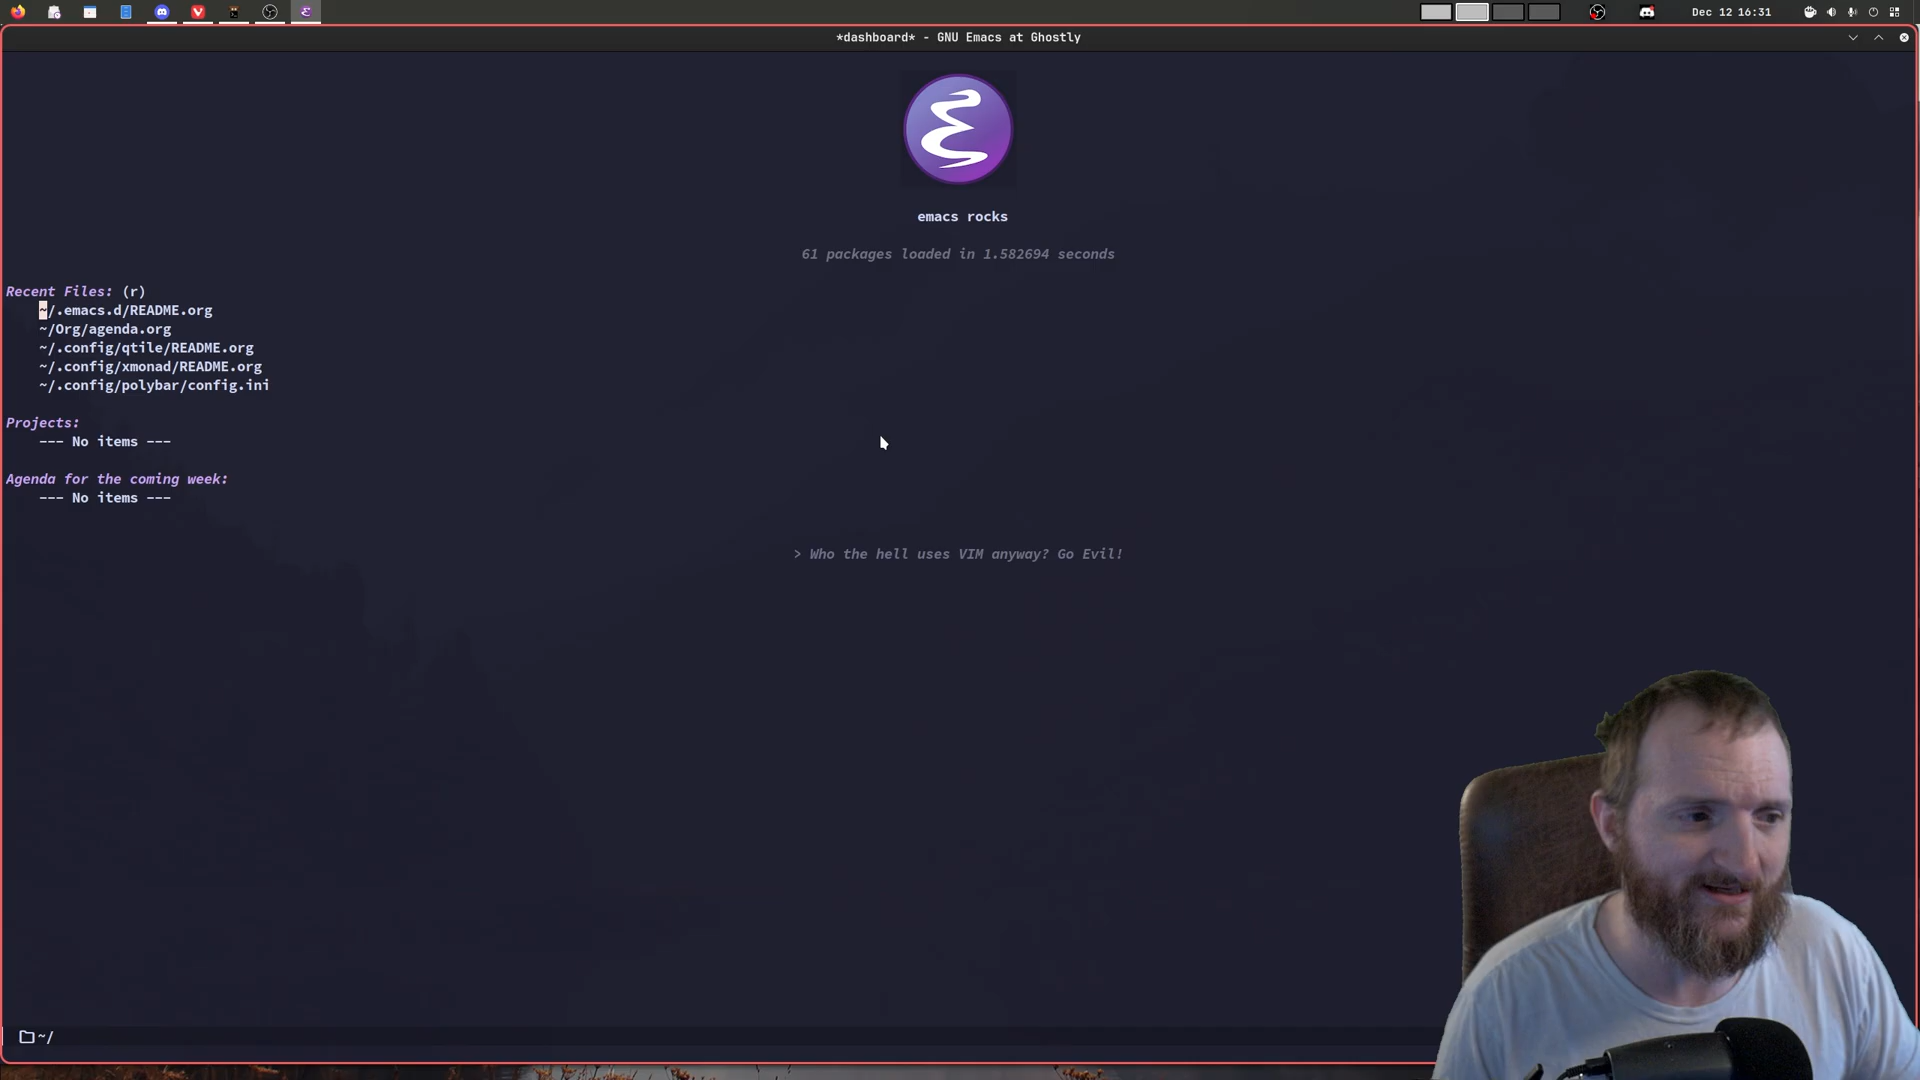 Dec 12 16:31
*dashboard* - GNU Emacs at Ghostly
emacs rocks
61 packages loaded in 1.582694 seconds
Recent Files: (r)
~/.emacs.d/README.org
~/Org/agenda.org
~/.config/qtile/README.org
~/.config/xmonad/README.org
~/.config/polybar/config.ini
Projects:
--- No items ---
Agenda for the coming week:
--- No items ---
> Who the hell uses VIM anyway? Go Evil!
~/